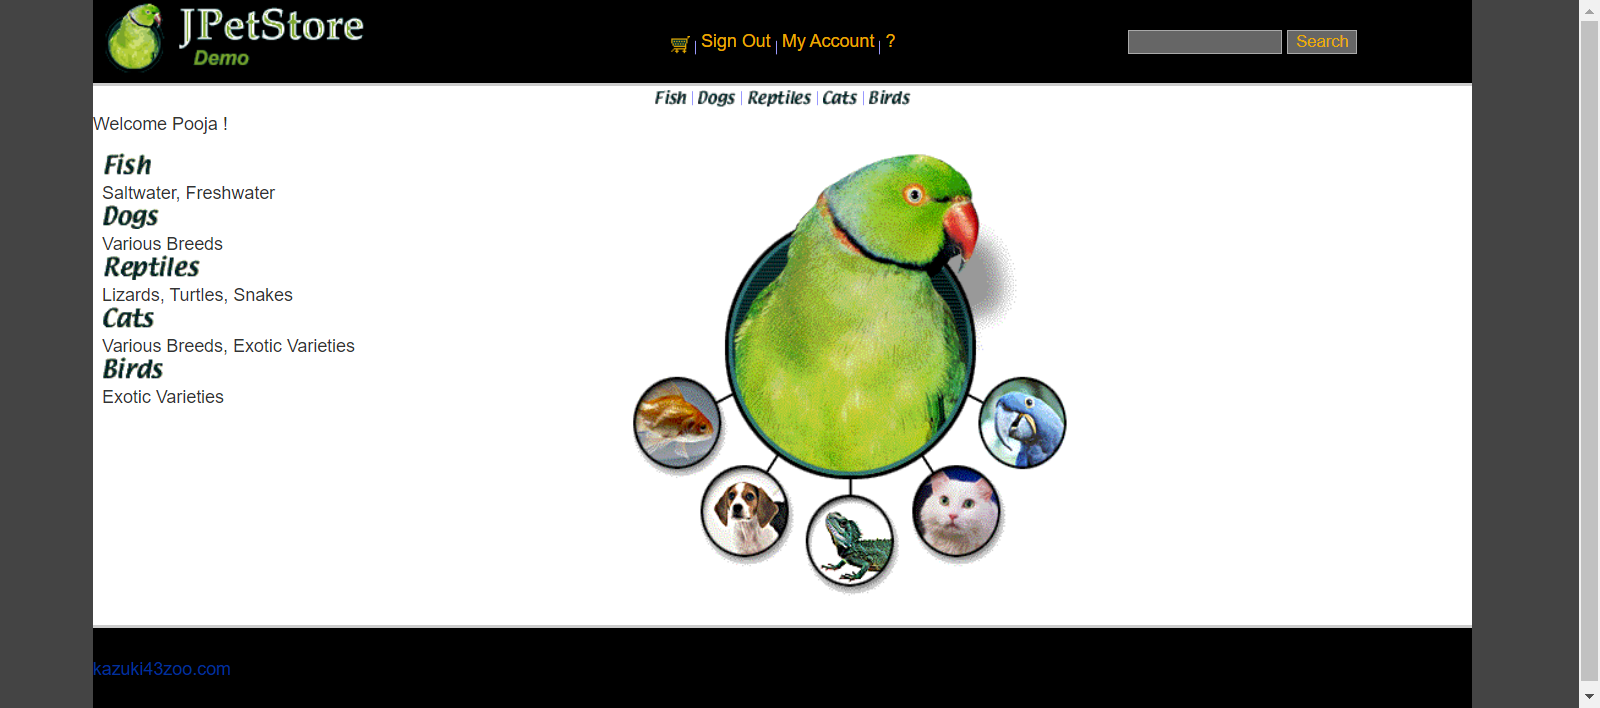 JPetStore
Demo
Sign Out | My Account | ?
Search
Fish | Dogs | Reptiles | Cats | Birds
Welcome Pooja !
Fish
Saltwater, Freshwater
Dogs
Various Breeds
Reptiles
Lizards, Turtles, Snakes
Cats
Various Breeds, Exotic Varieties
Birds
Exotic Varieties
kazuki43zoo.com